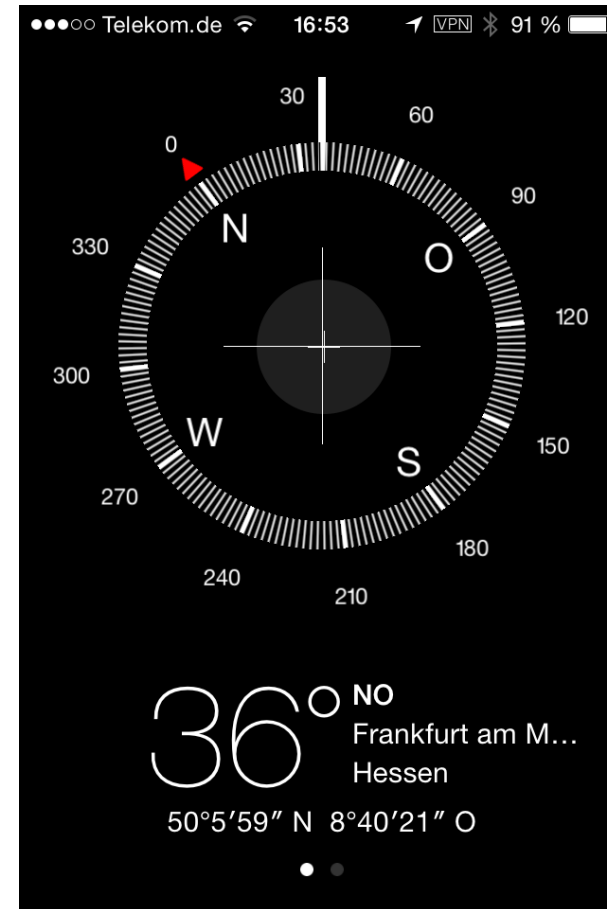 Telekom.de 16:53 VPN 91 %
30
60
0
90
N
330
O
120
300
W
150
S
270
180
240
210
36° NO
Frankfurt am M...
Hessen
50°5′59″ N 8°40′21″ O